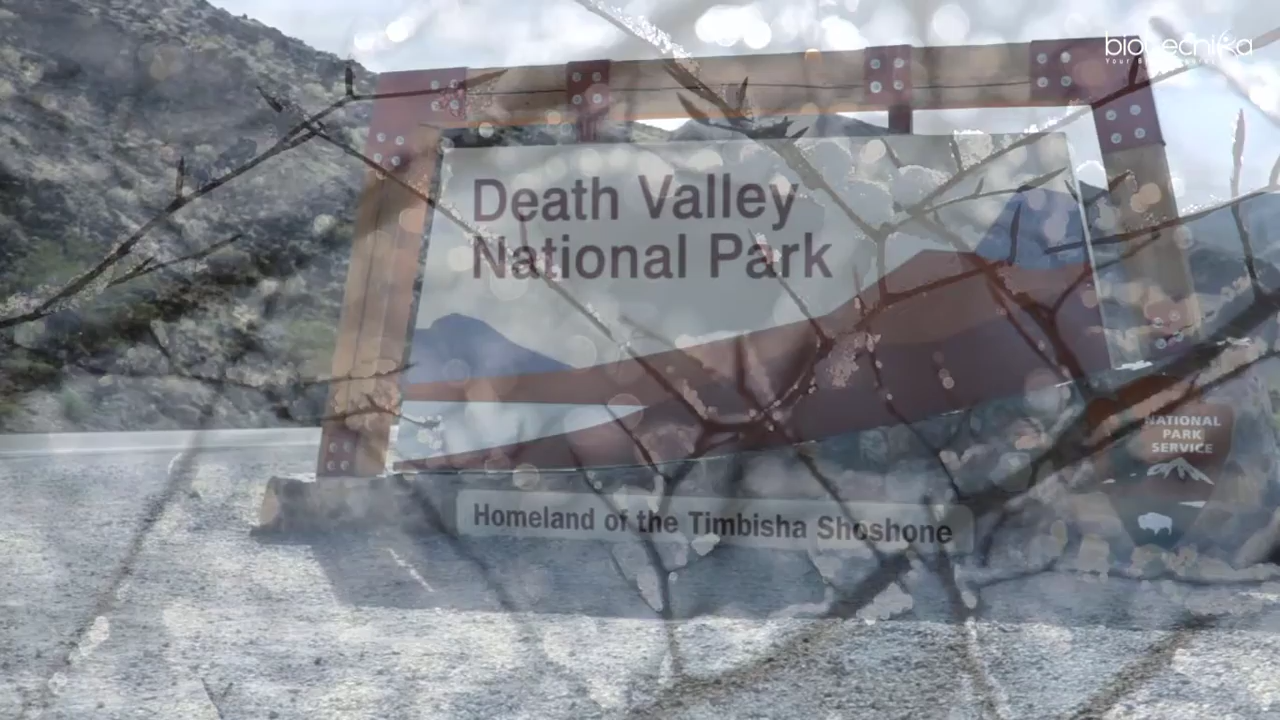 biotecnika
Death Valley
National Park
NATIONAL
PARK
SERVICE
Homeland of the Timbisha Shoshone